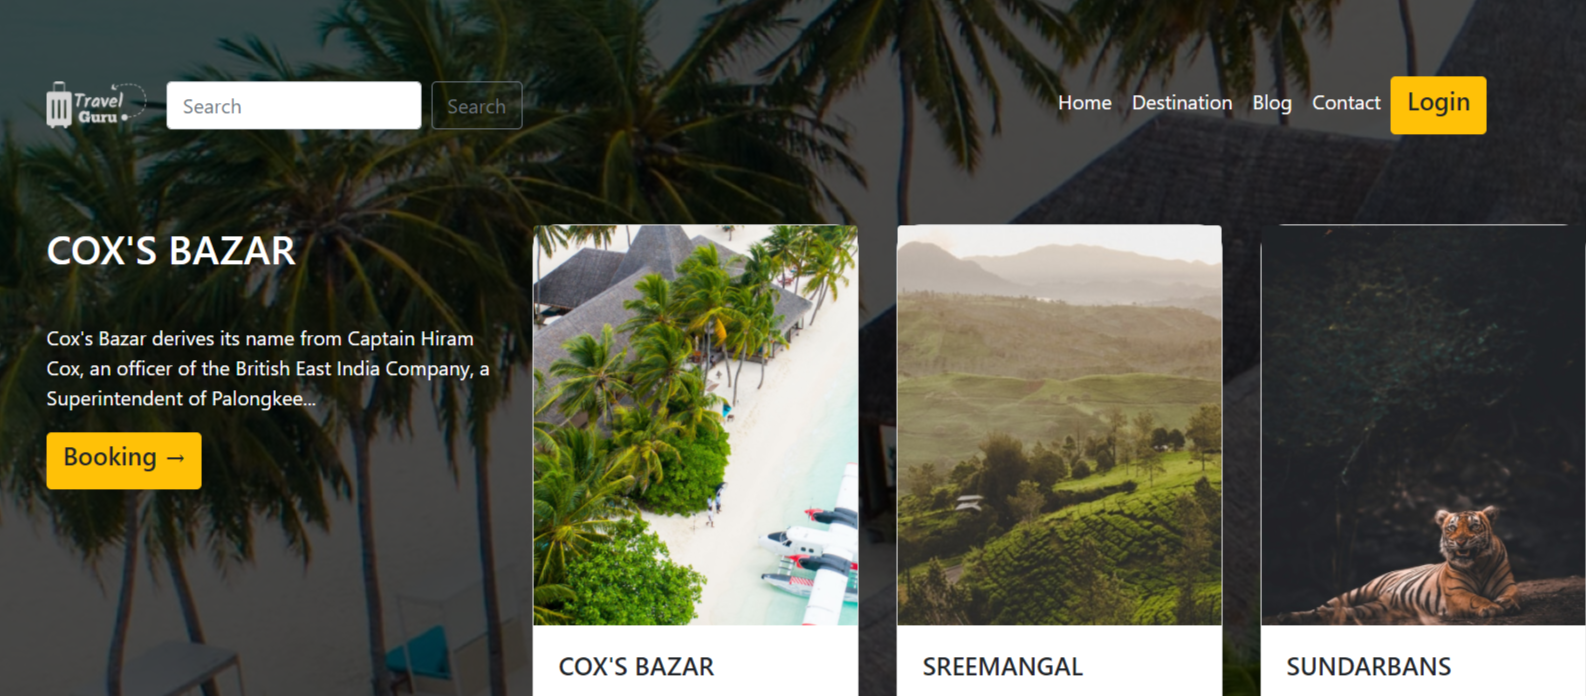 Travel
Guru
Search
Search
Home Destination Blog Contact Login
COX'S BAZAR
Cox's Bazar derives its name from Captain Hiram
Cox, an officer of the British East India Company, a
Superintendent of Palongkee...
Booking →
COX'S BAZAR
SREEMANGAL
SUNDARBANS